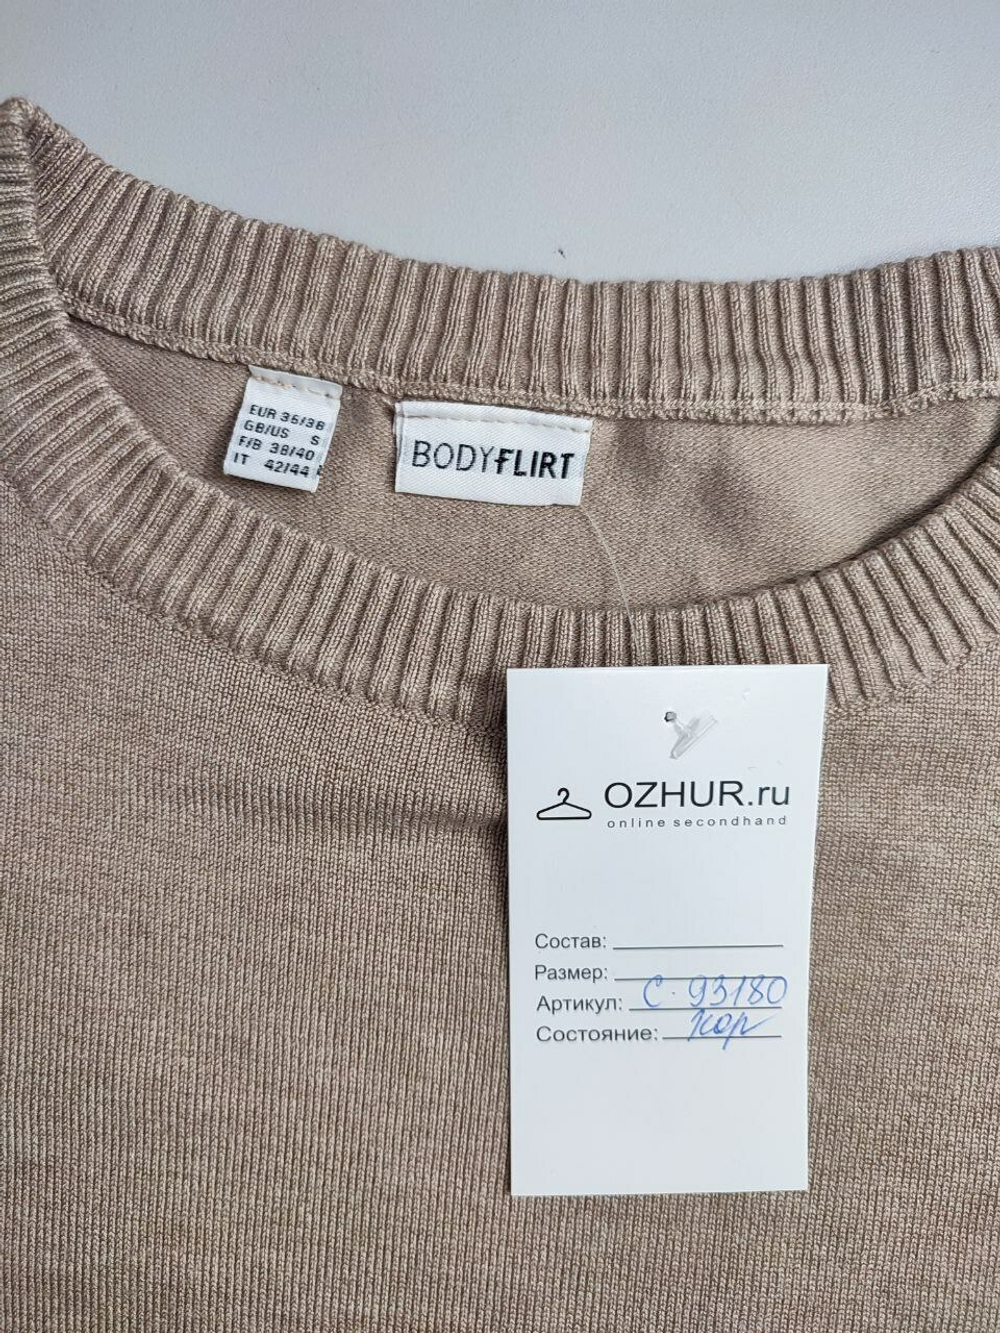 EUR 36/38
GB/US S
F/B 38/40
IT 42/44
BODYFLIRT
OZHUR.ru
online secondhand
Состав:
Размер:
Артикул: С-93180
Состояние: хор